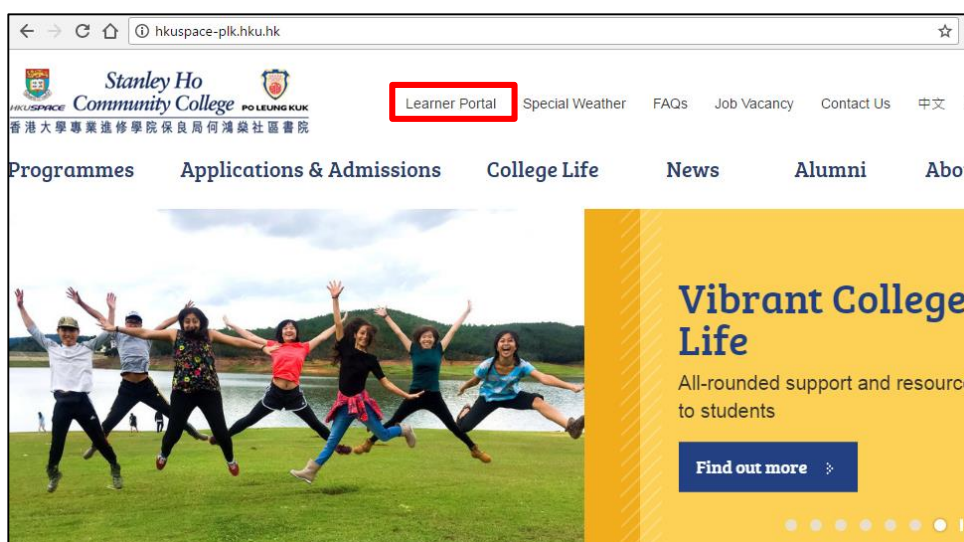 hkuspace-plk.hku.hk
Stanley Ho
HKUSPACE Community College PO LEUNG KUK
香港大學專業進修學院保良局何鴻燊社區書院
Learner Portal Special Weather FAQs Job Vacancy Contact Us 中文
Programmes Applications & Admissions College Life News Alumni Abo
Vibrant College
Life
All-rounded support and resourc
to students
Find out more